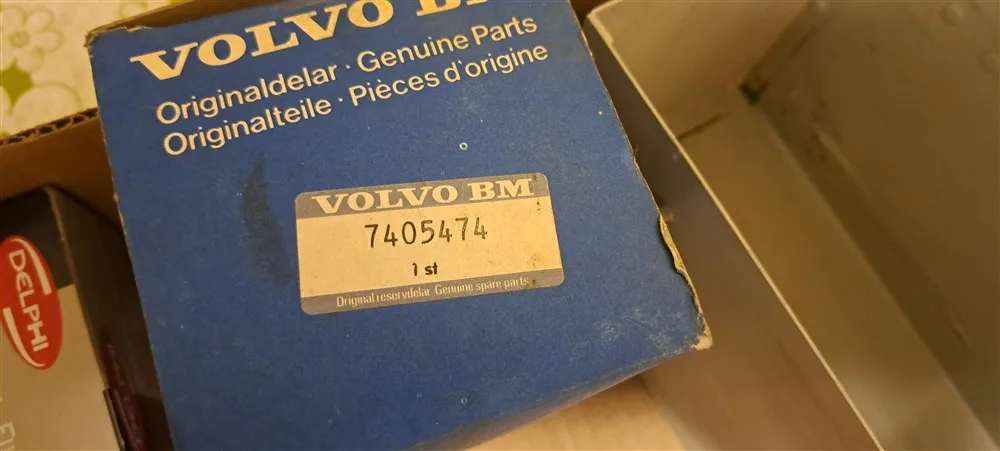 VOLVO BM
Originaldelar · Genuine Parts
Originalteile · Pièces d'origine
VOLVO BM
7405474
1 st
Original reservdelar Genuine spare parts
DELPHI